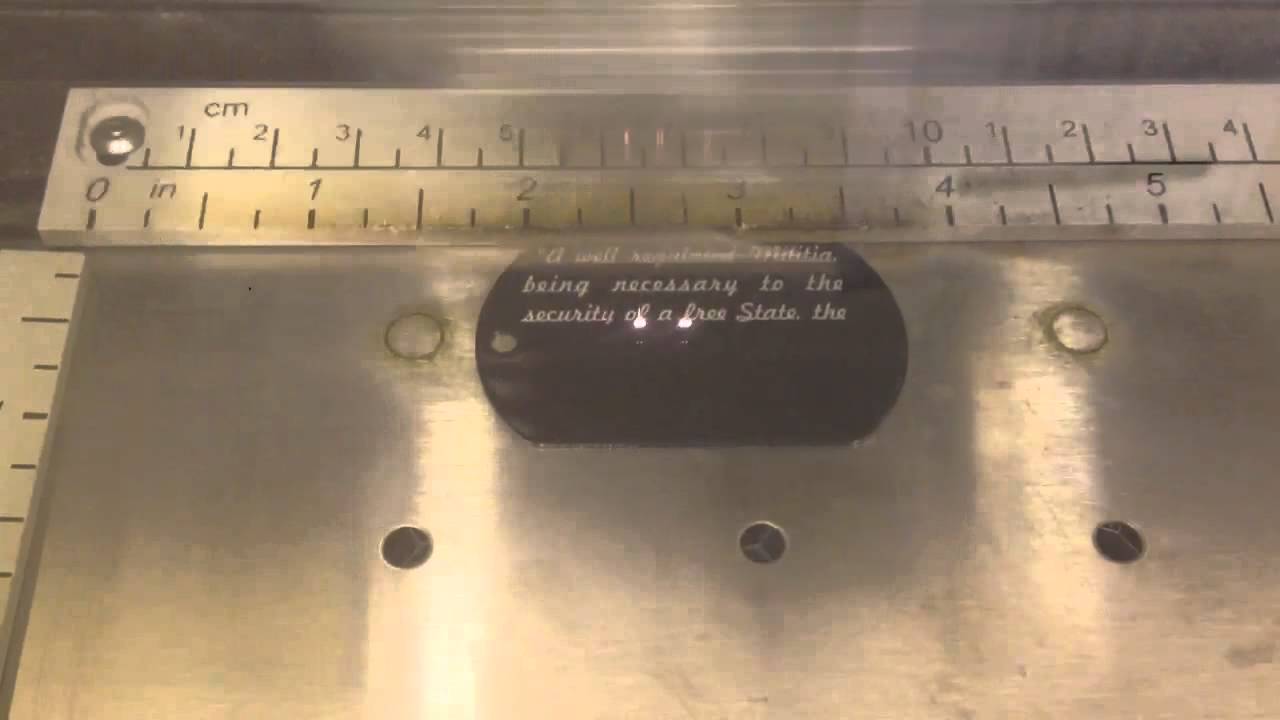 cm
1 2 3 4 5 10 1 2 3 4
0 in 1 2 3 4 5
"A well regulated Militia,
being necessary to the
security of a free State, the